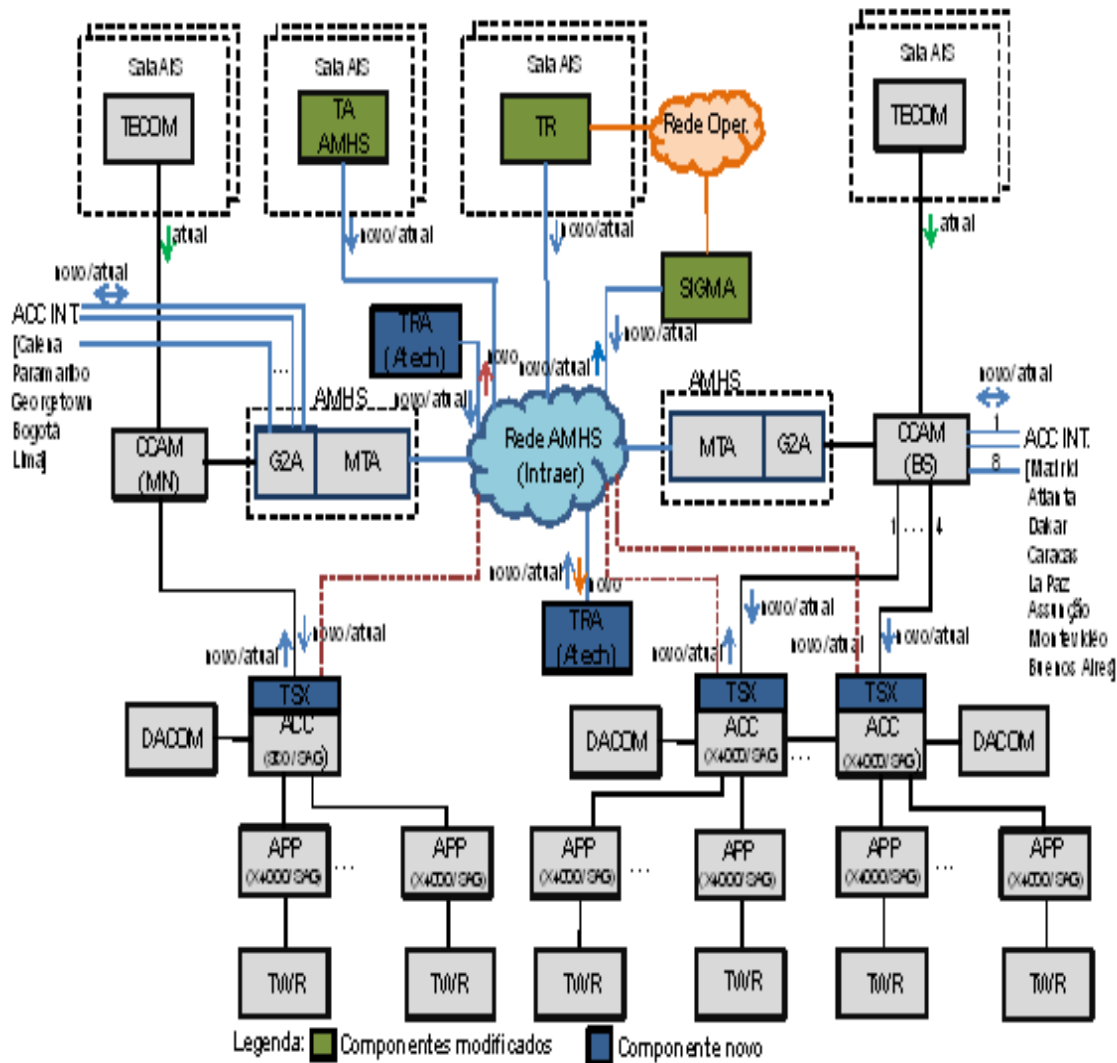 Sala AIS
Sala AIS
Sala AIS
Sala AIS
TECOM
TA
AMHS
TR
Rede Oper.
TECOM
atual
novo/atual
novo/atual
atual
novo/atual
SIGMA
ACC INT.
[Caiena
Paramaribo
Georgetown
Bogotá
Lima]
...
TRA
(Atech)
novo
novo/atual
novo/atual
novo/atual
AMHS
AMHS
novo/atual
CCAM
(MN)
G2A
MTA
Rede AMHS
(Intraer)
MTA
G2A
CCAM
(BS)
1
8
ACC INT.
[Madrid
Atlanta
Dakar
Caracas
La Paz
Assunção
Montevidéo
Buenos Aires]
1 ... 4
novo/atual
novo
TRA
(Atech)
novo/atual
novo/atual
novo/atual
novo/atual
novo/atual
TSX
ACC
DACOM
TSX
ACC
(X4000/SAG)
DACOM
...
TSX
ACC
(X4000/SAG)
DACOM
APP
(X4000/SAG)
...
APP
(X4000/SAG)
APP
(X4000/SAG)
...
APP
(X4000/SAG)
APP
(X4000/SAG)
...
APP
(X4000/SAG)
TWR
TWR
TWR
TWR
TWR
TWR
Legenda:
Componentes modificados
Componente novo